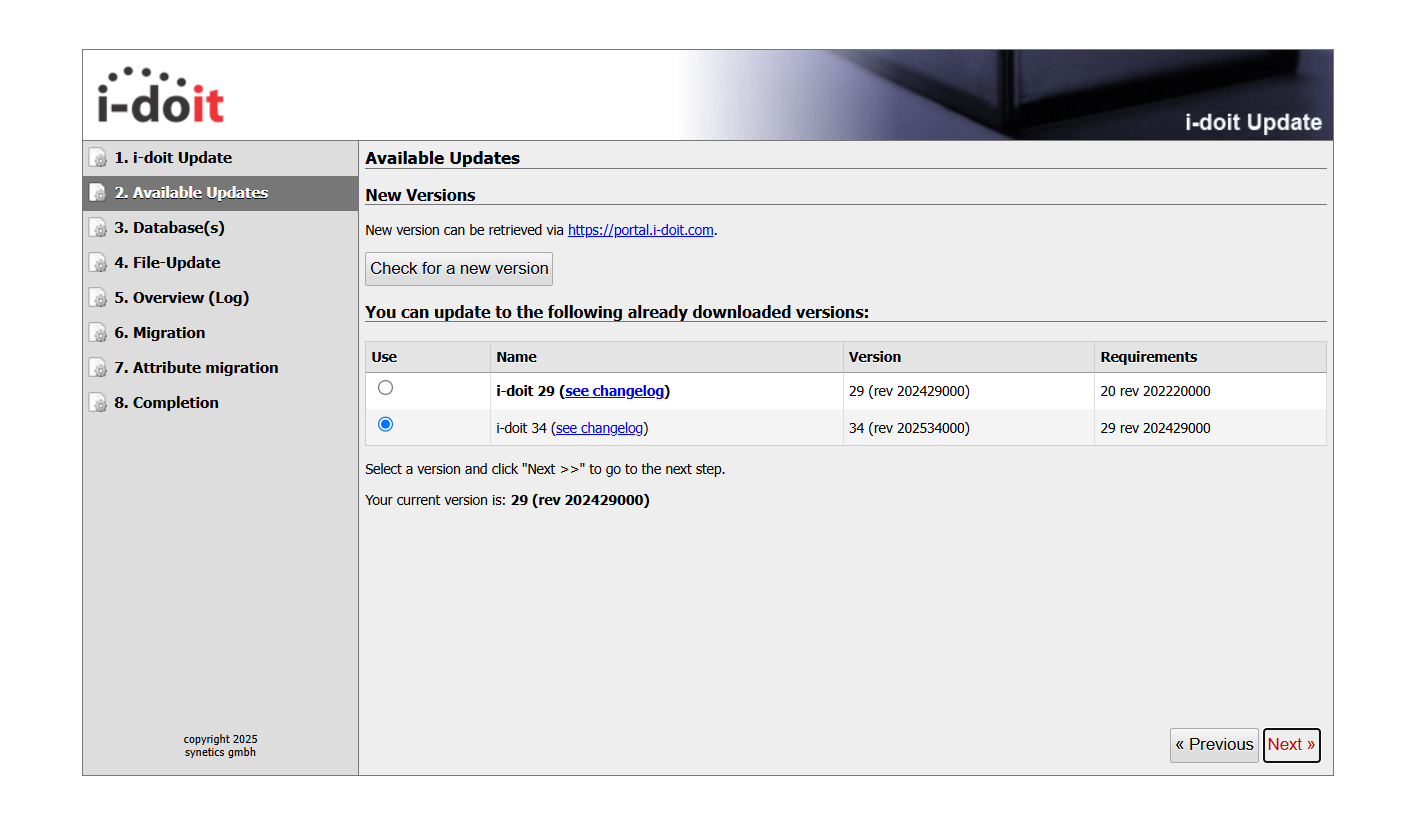 i-doit
i-doit Update
1. i-doit Update
2. Available Updates
3. Database(s)
4. File-Update
5. Overview (Log)
6. Migration
7. Attribute migration
8. Completion
copyright 2025
synetics gmbh
Available Updates
New Versions
New version can be retrieved via https://portal.i-doit.com.
Check for a new version
You can update to the following already downloaded versions:
Use Name Version Requirements
i-doit 29 (see changelog) 29 (rev 202429000) 20 rev 202220000
i-doit 34 (see changelog) 34 (rev 202534000) 29 rev 202429000
Select a version and click "Next >>" to go to the next step.
Your current version is: 29 (rev 202429000)
« Previous Next »